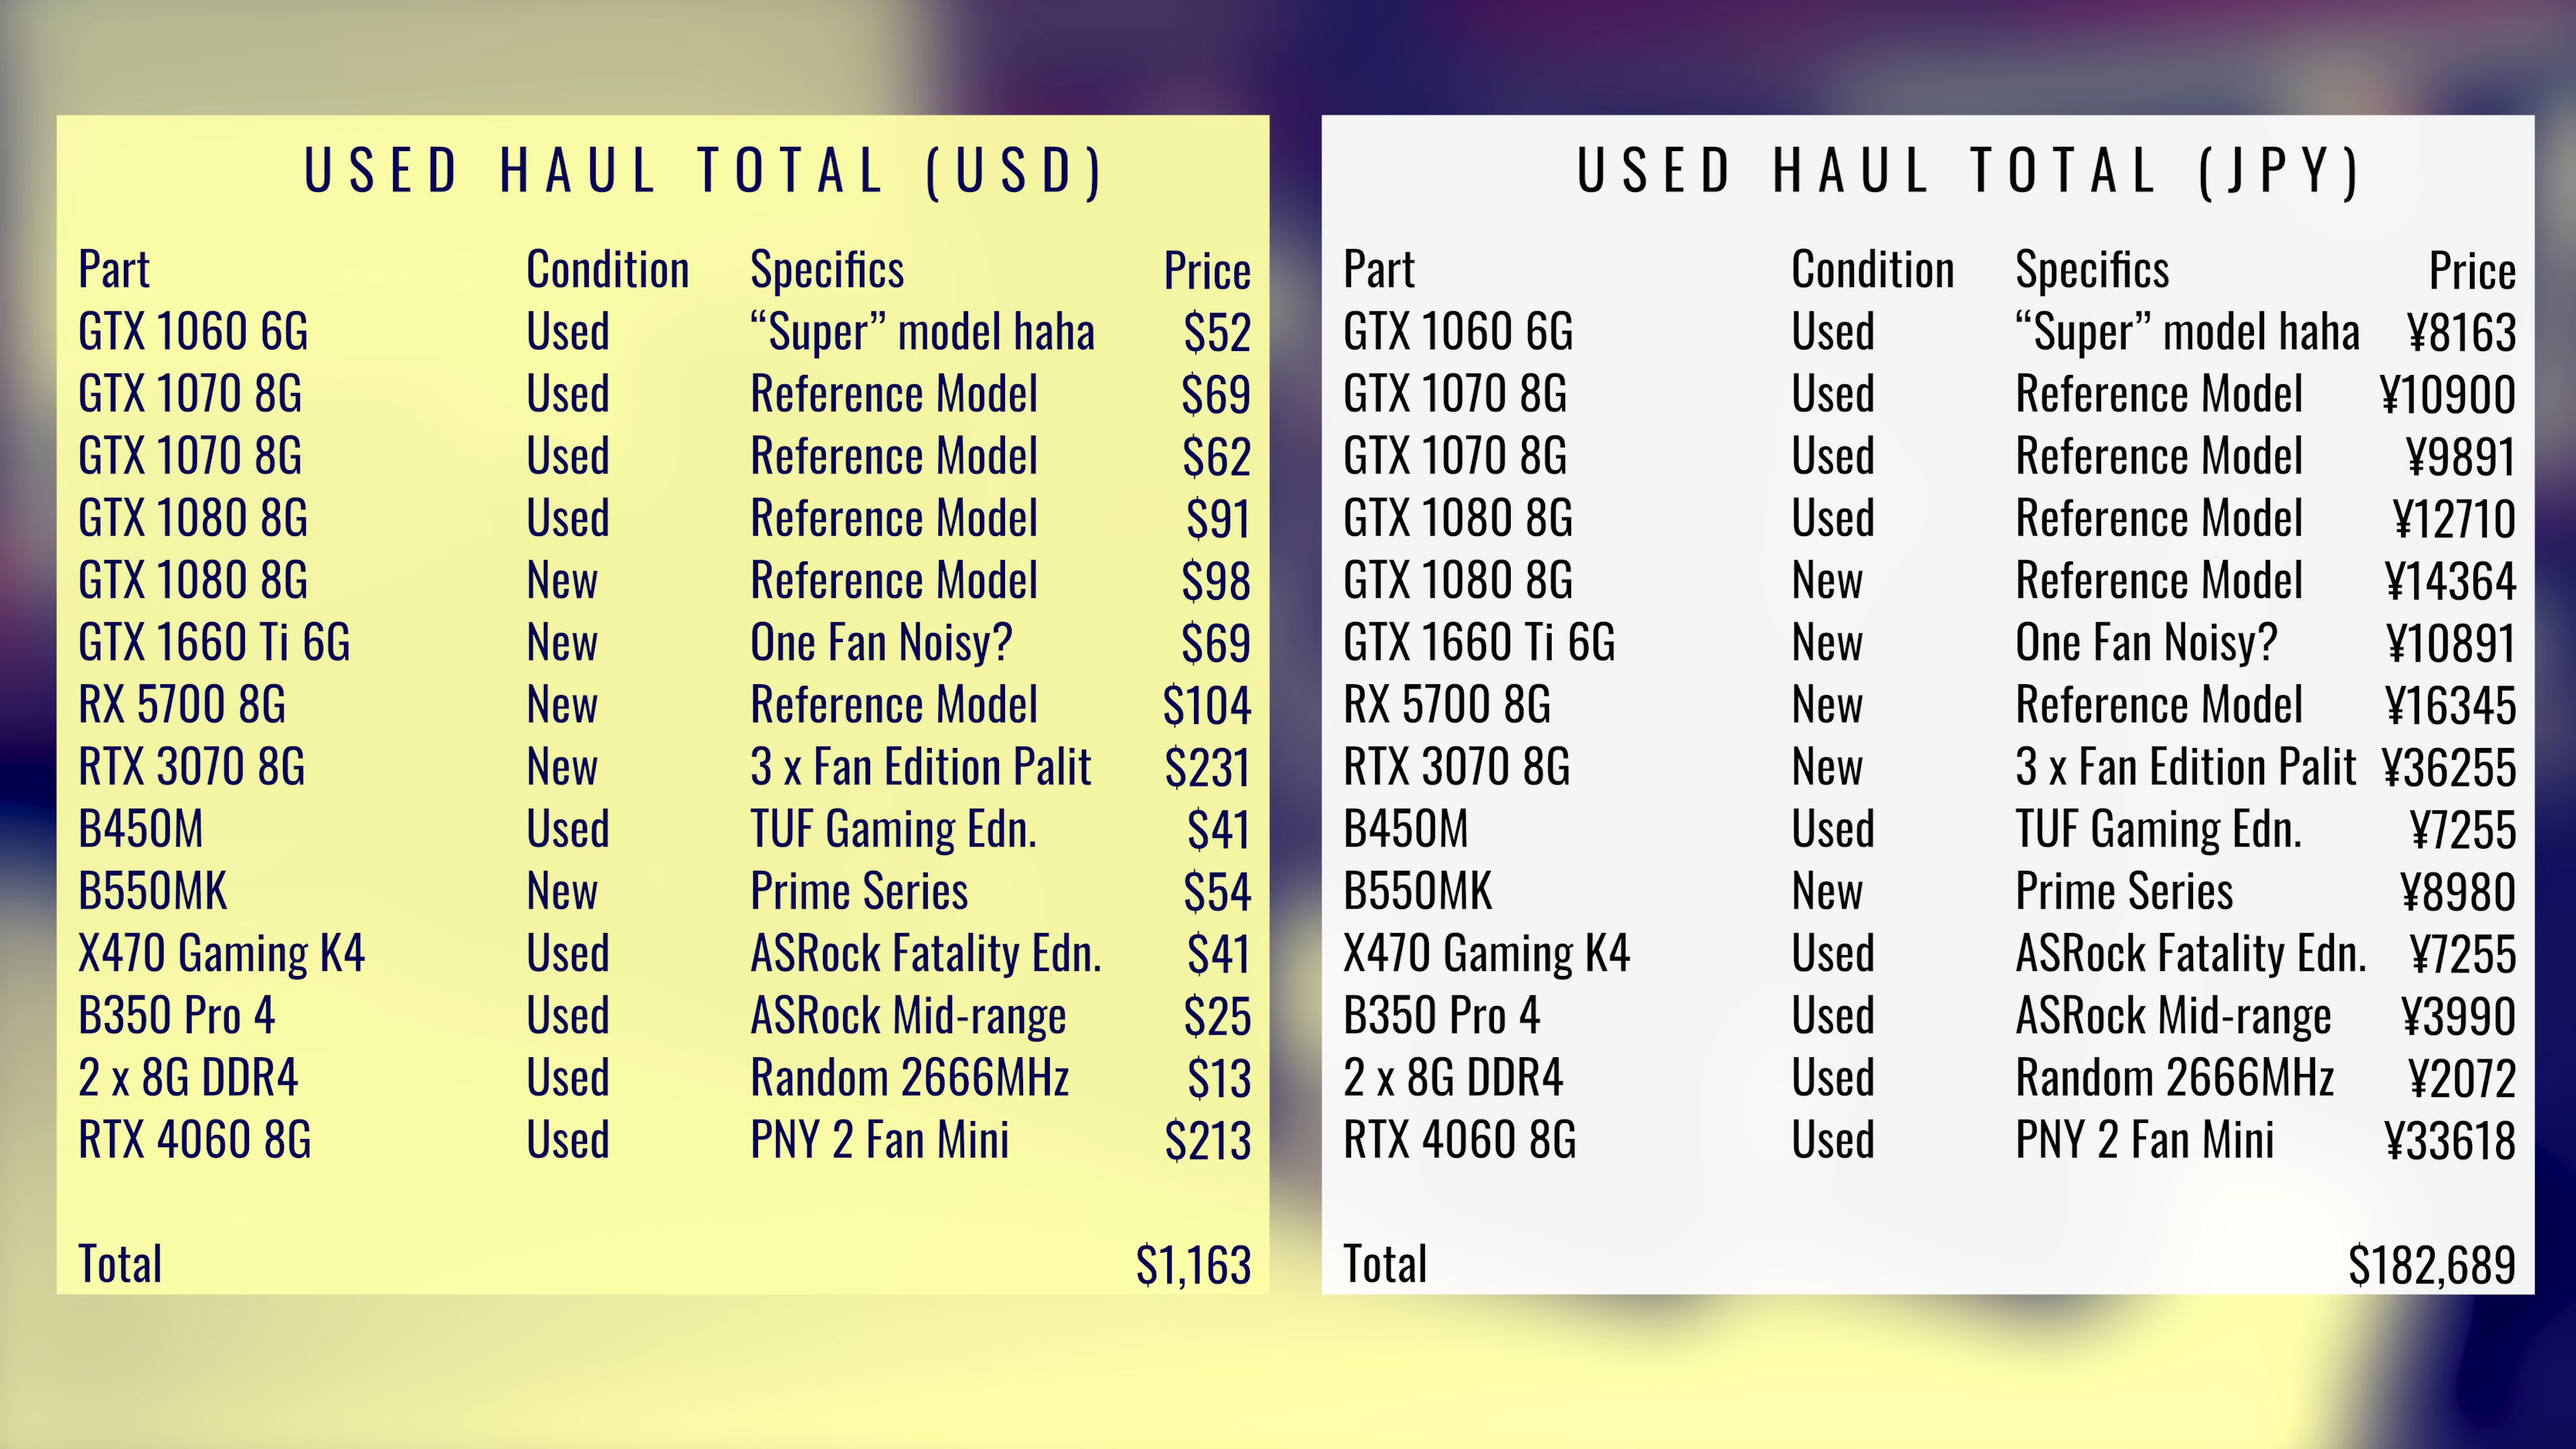 USED HAUL TOTAL (USD)
Part Condition Specifics Price
GTX 1060 6G Used “Super” model haha $52
GTX 1070 8G Used Reference Model $69
GTX 1070 8G Used Reference Model $62
GTX 1080 8G Used Reference Model $91
GTX 1080 8G New Reference Model $98
GTX 1660 Ti 6G New One Fan Noisy? $69
RX 5700 8G New Reference Model $104
RTX 3070 8G New 3 x Fan Edition Palit $231
B450M Used TUF Gaming Edn. $41
B550MK New Prime Series $54
X470 Gaming K4 Used ASRock Fatality Edn. $41
B350 Pro 4 Used ASRock Mid-range $25
2 x 8G DDR4 Used Random 2666MHz $13
RTX 4060 8G Used PNY 2 Fan Mini $213
Total $1,163
USED HAUL TOTAL (JPY)
Part Condition Specifics Price
GTX 1060 6G Used “Super” model haha ¥8163
GTX 1070 8G Used Reference Model ¥10900
GTX 1070 8G Used Reference Model ¥9891
GTX 1080 8G Used Reference Model ¥12710
GTX 1080 8G New Reference Model ¥14364
GTX 1660 Ti 6G New One Fan Noisy? ¥10891
RX 5700 8G New Reference Model ¥16345
RTX 3070 8G New 3 x Fan Edition Palit ¥36255
B450M Used TUF Gaming Edn. ¥7255
B550MK New Prime Series ¥8980
X470 Gaming K4 Used ASRock Fatality Edn. ¥7255
B350 Pro 4 Used ASRock Mid-range ¥3990
2 x 8G DDR4 Used Random 2666MHz ¥2072
RTX 4060 8G Used PNY 2 Fan Mini ¥33618
Total $182,689